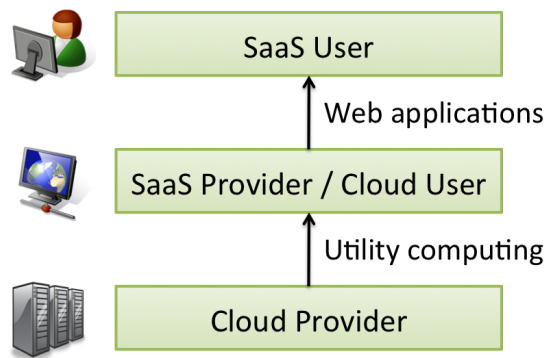 SaaS User
Web applications
SaaS Provider / Cloud User
Utility computing
Cloud Provider